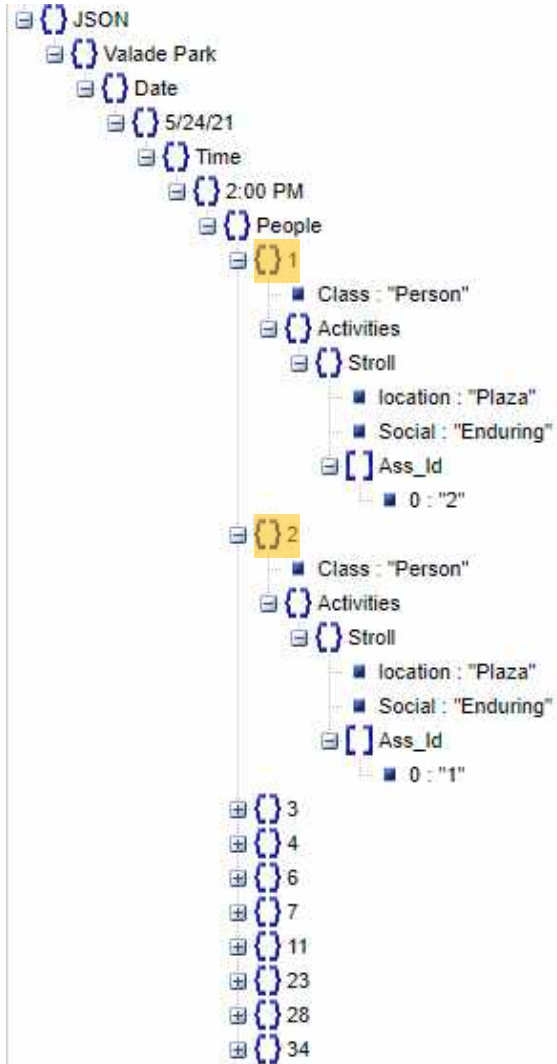 JSON
Valade Park
Date
5/24/21
Time
2:00 PM
People
1
Class : "Person"
Activities
Stroll
location : "Plaza"
Social : "Enduring"
Ass_Id
0 : "2"
2
Class : "Person"
Activities
Stroll
location : "Plaza"
Social : "Enduring"
Ass_Id
0 : "1"
3
4
6
7
11
23
28
34